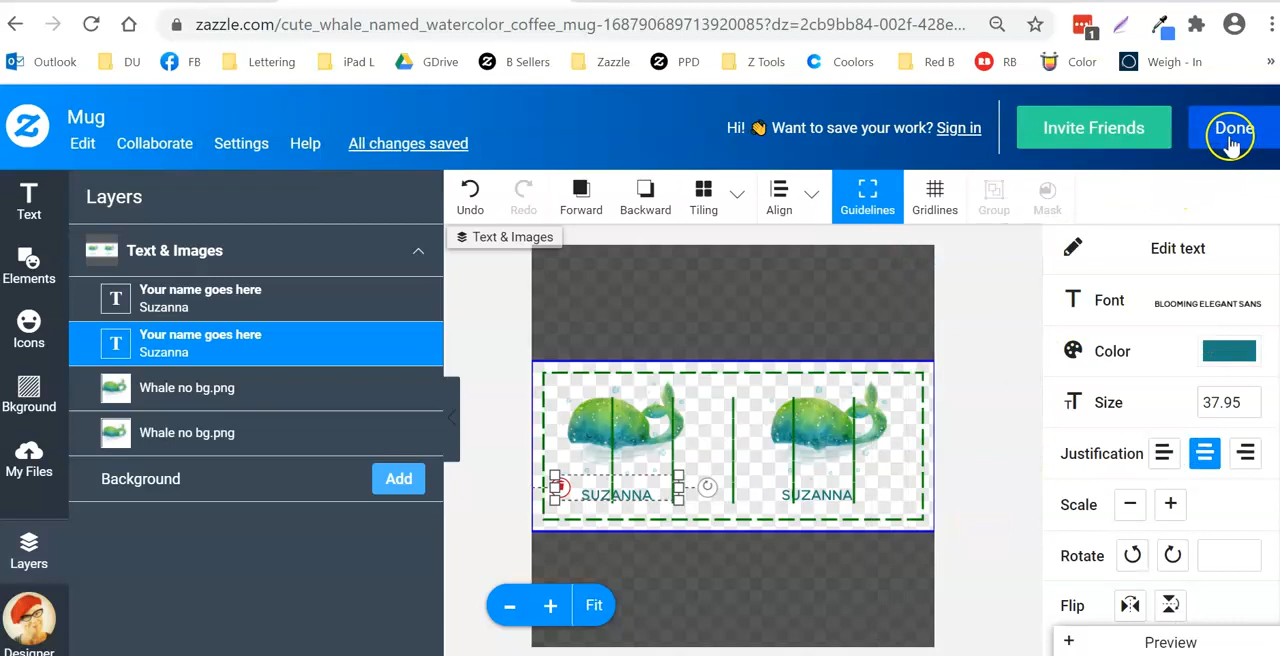 zazzle.com/cute_whale_named_watercolor_coffee_mug-168790689713920085?dz=2cb9bb84-002f-428e...
1
Outlook DU FB Lettering iPad L GDrive B Sellers Zazzle PPD Z Tools Coolors Red B RB Color Weigh - In »
Mug
Edit Collaborate Settings Help All changes saved
Hi! 👋 Want to save your work? Sign in
Invite Friends
Done
Text
Elements
Icons
Bkground
My Files
Layers
Designer
Layers
Text & Images
Your name goes here
Suzanna
Your name goes here
Suzanna
Whale no bg.png
Whale no bg.png
Background Add
Undo Redo Forward Backward Tiling Align Guidelines Gridlines Group Mask
Text & Images
SUZANNA SUZANNA
- + Fit
Edit text
Font BLOOMING ELEGANT SANS
Color
Size 37.95
Justification
Scale - +
Rotate
Flip
+ Preview